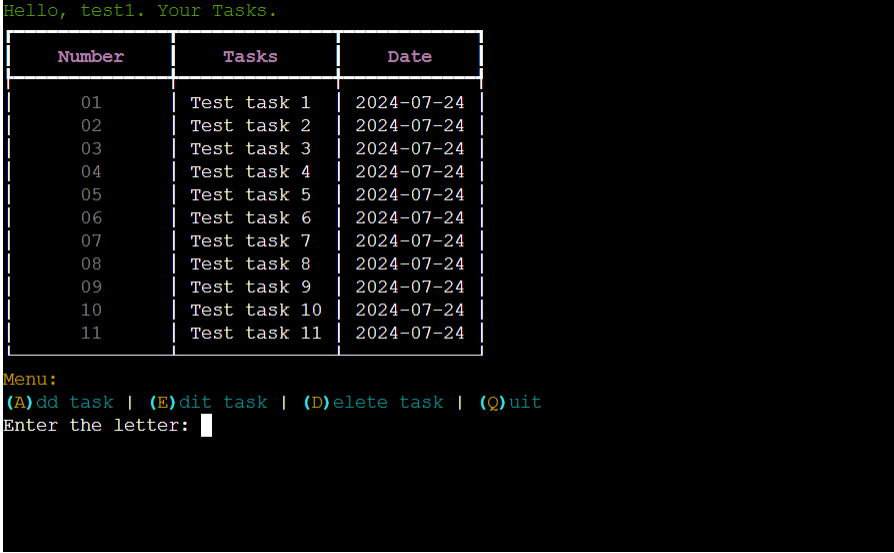 Hello, test1. Your Tasks.
Number Tasks Date
01 Test task 1 2024-07-24
02 Test task 2 2024-07-24
03 Test task 3 2024-07-24
04 Test task 4 2024-07-24
05 Test task 5 2024-07-24
06 Test task 6 2024-07-24
07 Test task 7 2024-07-24
08 Test task 8 2024-07-24
09 Test task 9 2024-07-24
10 Test task 10 2024-07-24
11 Test task 11 2024-07-24
Menu:
(A)dd task | (E)dit task | (D)elete task | (Q)uit
Enter the letter: